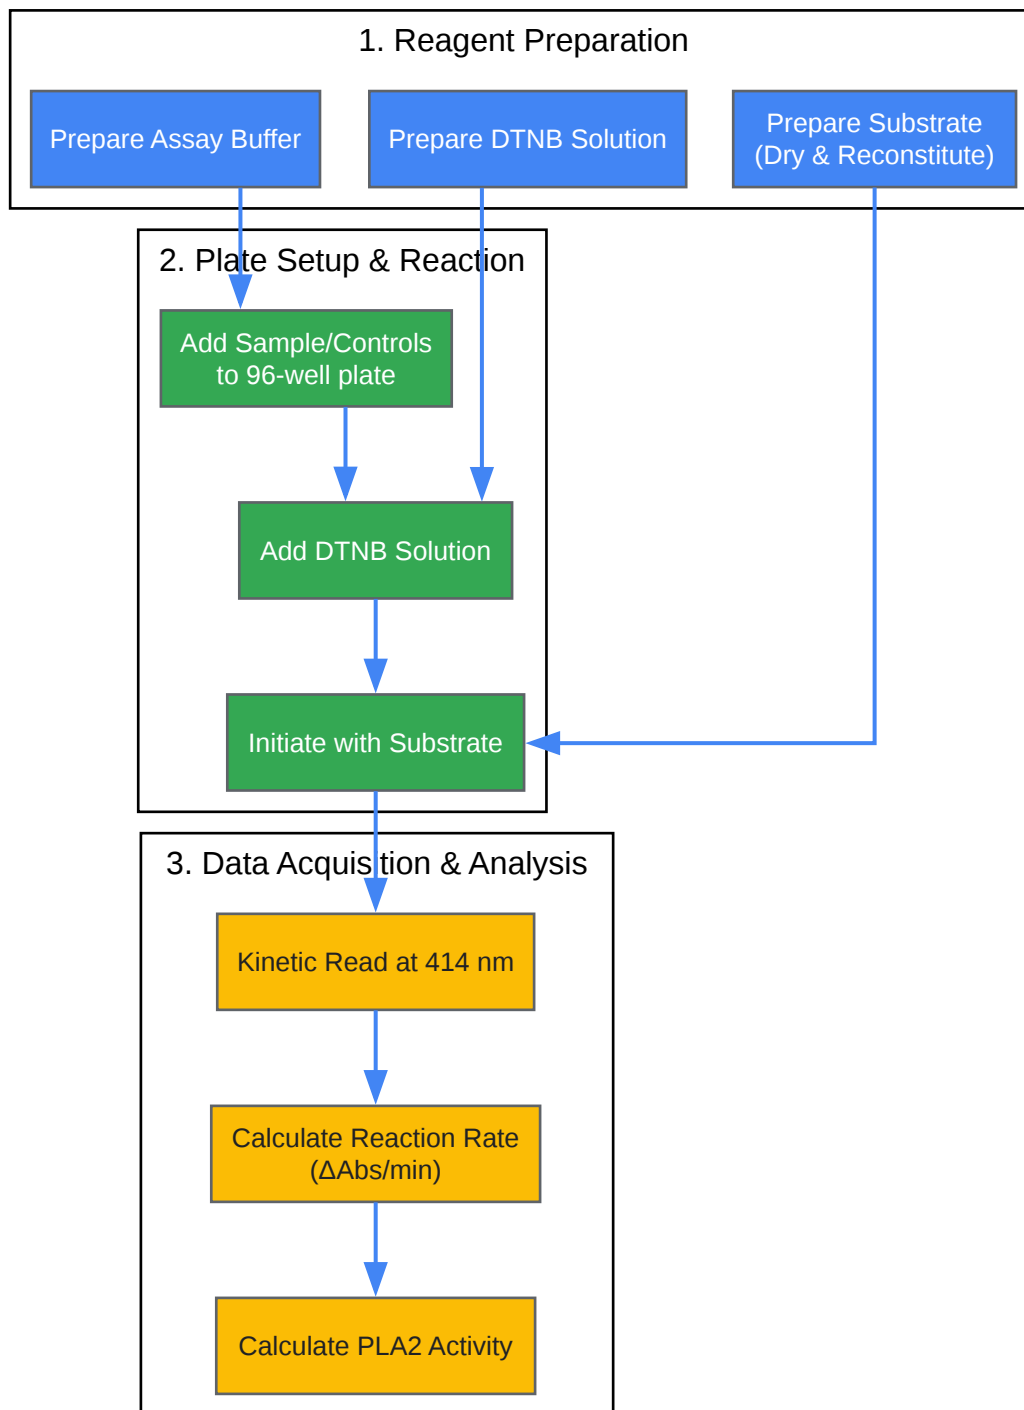 1. Reagent Preparation
Prepare Assay Buffer
Prepare DTNB Solution
Prepare Substrate
(Dry & Reconstitute)
2. Plate Setup & Reaction
Add Sample/Controls
to 96-well plate
Add DTNB Solution
Initiate with Substrate
3. Data Acquisition & Analysis
Kinetic Read at 414 nm
Calculate Reaction Rate
(ΔAbs/min)
Calculate PLA2 Activity